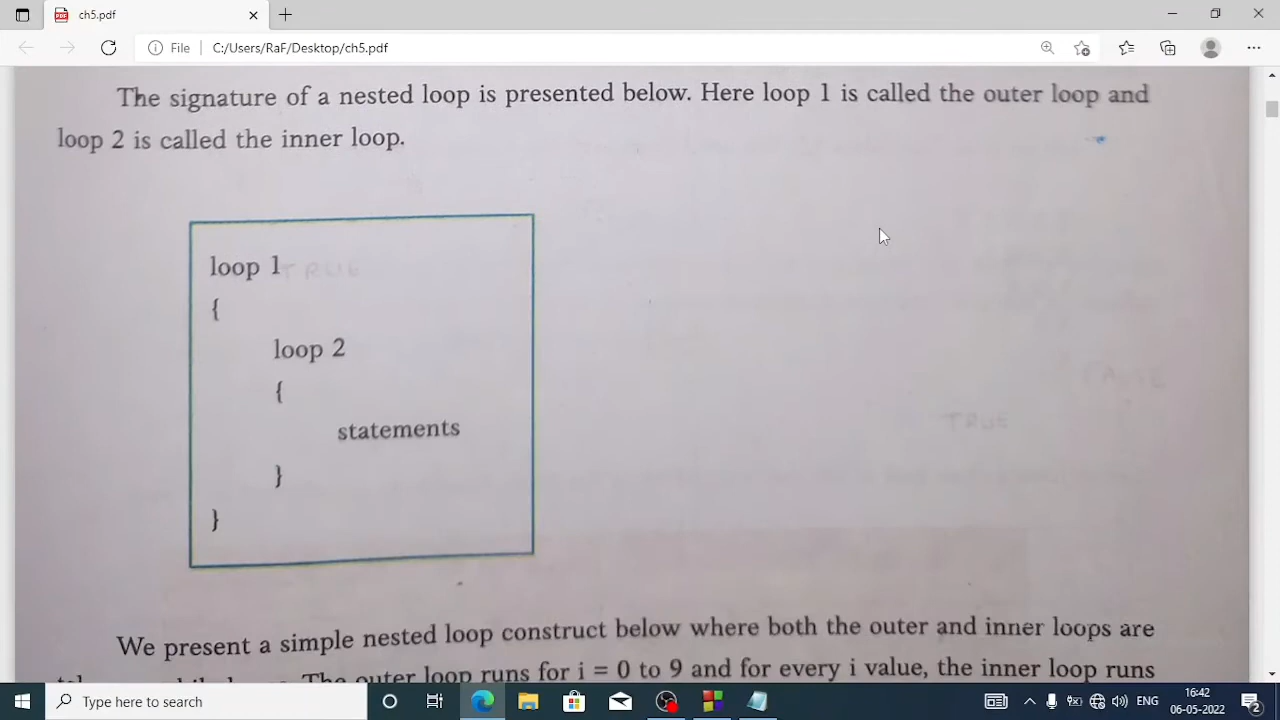 ch5.pdf
File
C:/Users/RaF/Desktop/ch5.pdf
The signature of a nested loop is presented below. Here loop 1 is called the outer loop and
loop 2 is called the inner loop.
loop 1
{
loop 2
{
statements
}
}
We present a simple nested loop construct below where both the outer and inner loops are
The outer loop runs for i = 0 to 9 and for every i value, the inner loop runs
Type here to search
ENG
16:42
06-05-2022
2